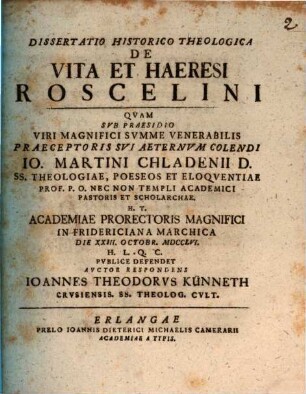 2
DISSERTATIO HISTORICO THEOLOGICA
DE
VITA ET HAERESI
ROSCELINI
QVAM
SVB PRAESIDIO
VIRI MAGNIFICI SVMME VENERABILIS
PRAECEPTORIS SVI AETERNVM COLENDI
IO. MARTINI CHLADENII D.
SS. THEOLOGIAE, POESEOS ET ELOQVENTIAE
PROF. P. O. NEC NON TEMPLI ACADEMICI
PASTORIS ET SCHOLARCHAE.
H. T.
ACADEMIAE PRORECTORIS MAGNIFICI
IN FRIDERICIANA MARCHICA
DIE XXIII. OCTOBR. MDCCLVI.
H. L. Q. C.
PVBLICE DEFENDET
AVCTOR RESPONDENS
IOANNES THEODORVS KÜNNETH
CRVSIENSIS. SS. THEOLOG. CVLT.
ERLANGAE
PRELO IOANNIS DIETERICI MICHAELIS CAMERARII
ACADEMIAE A TYPIS.